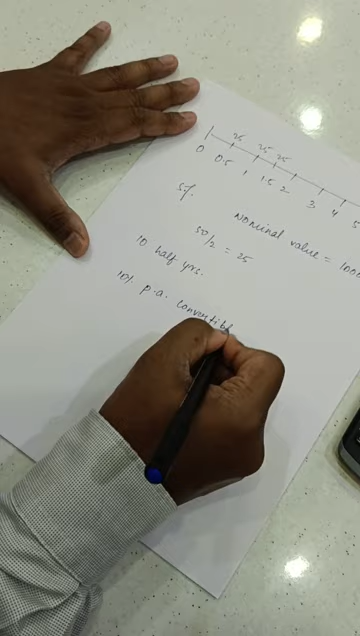 25 25 25
0 0.5 1 1.5 2 3 4 5
5%
Nominal value = 1000
50/2 = 25
10 half yrs.
10% p.a. convertibl